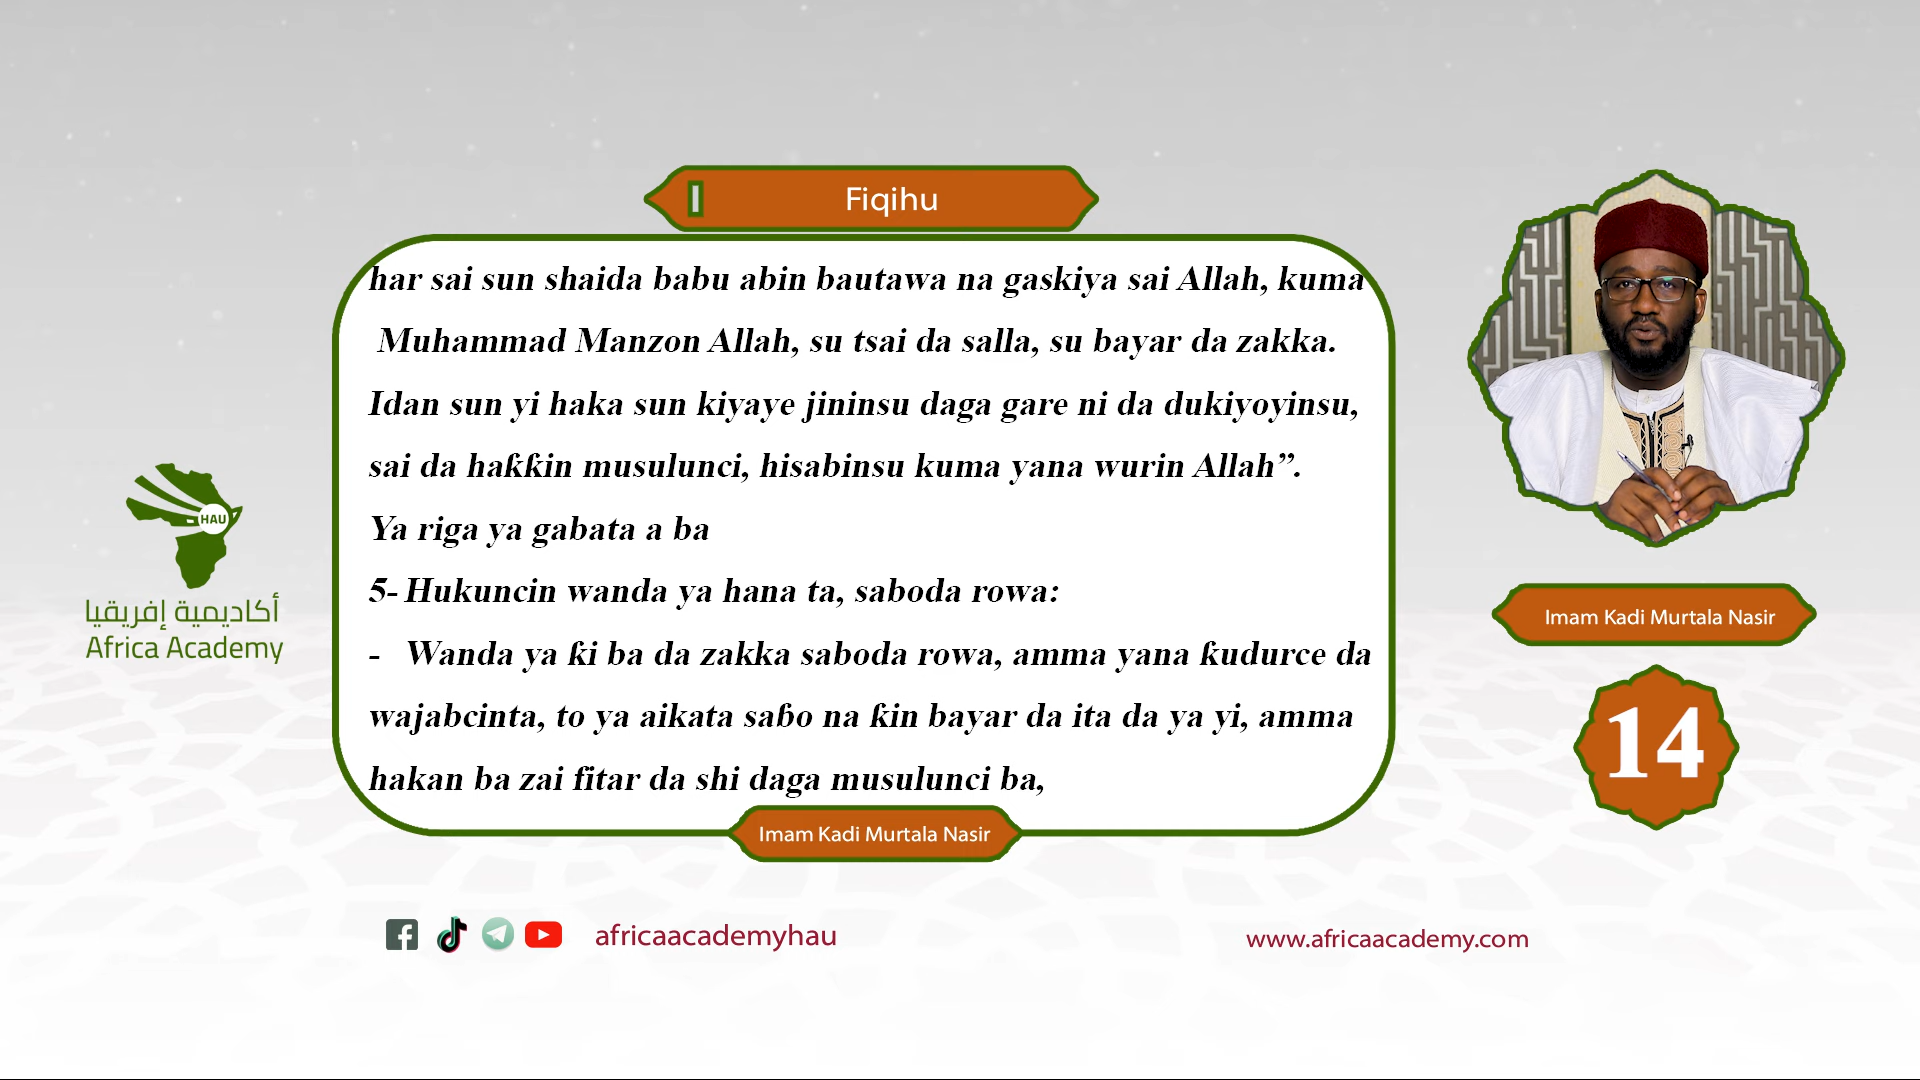 Fiqihu
har sai sun shaida babu abin bautawa na gaskiya sai Allah, kuma
Muhammad Manzon Allah, su tsai da salla, su bayar da zakka.
Idan sun yi haka sun kiyaye jininsu daga gare ni da dukiyoyinsu,
sai da haƙƙin musulunci, hisabinsu kuma yana wurin Allah”.
Ya riga ya gabata a ba
5- Hukuncin wanda ya hana ta, saboda rowa:
- Wanda ya ƙi ba da zakka saboda rowa, amma yana ƙudurce da
wajabcinta, to ya aikata saɓo na ƙin bayar da ita da ya yi, amma
hakan ba zai fitar da shi daga musulunci ba,
Imam Kadi Murtala Nasir
HAU
أكاديمية إفريقيا
Africa Academy
Imam Kadi Murtala Nasir
14
africaacademyhau
www.africaacademy.com